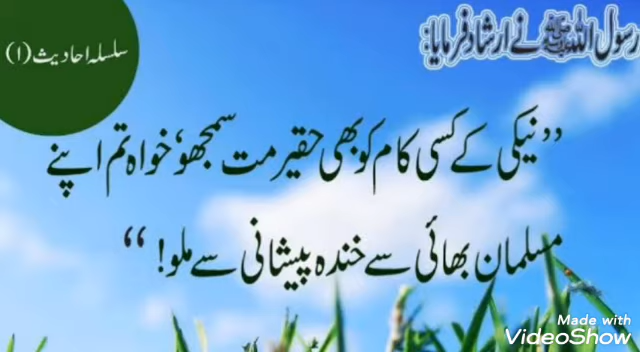 رسول اللہ ﷺ نے ارشاد فرمایا:
سلسلہ احادیث (۱)
”نیکی کے کسی کام کو بھی حقیر مت سمجھو، خواہ تم اپنے
مسلمان بھائی سے خندہ پیشانی سے ملو! “
Made with
VideoShow